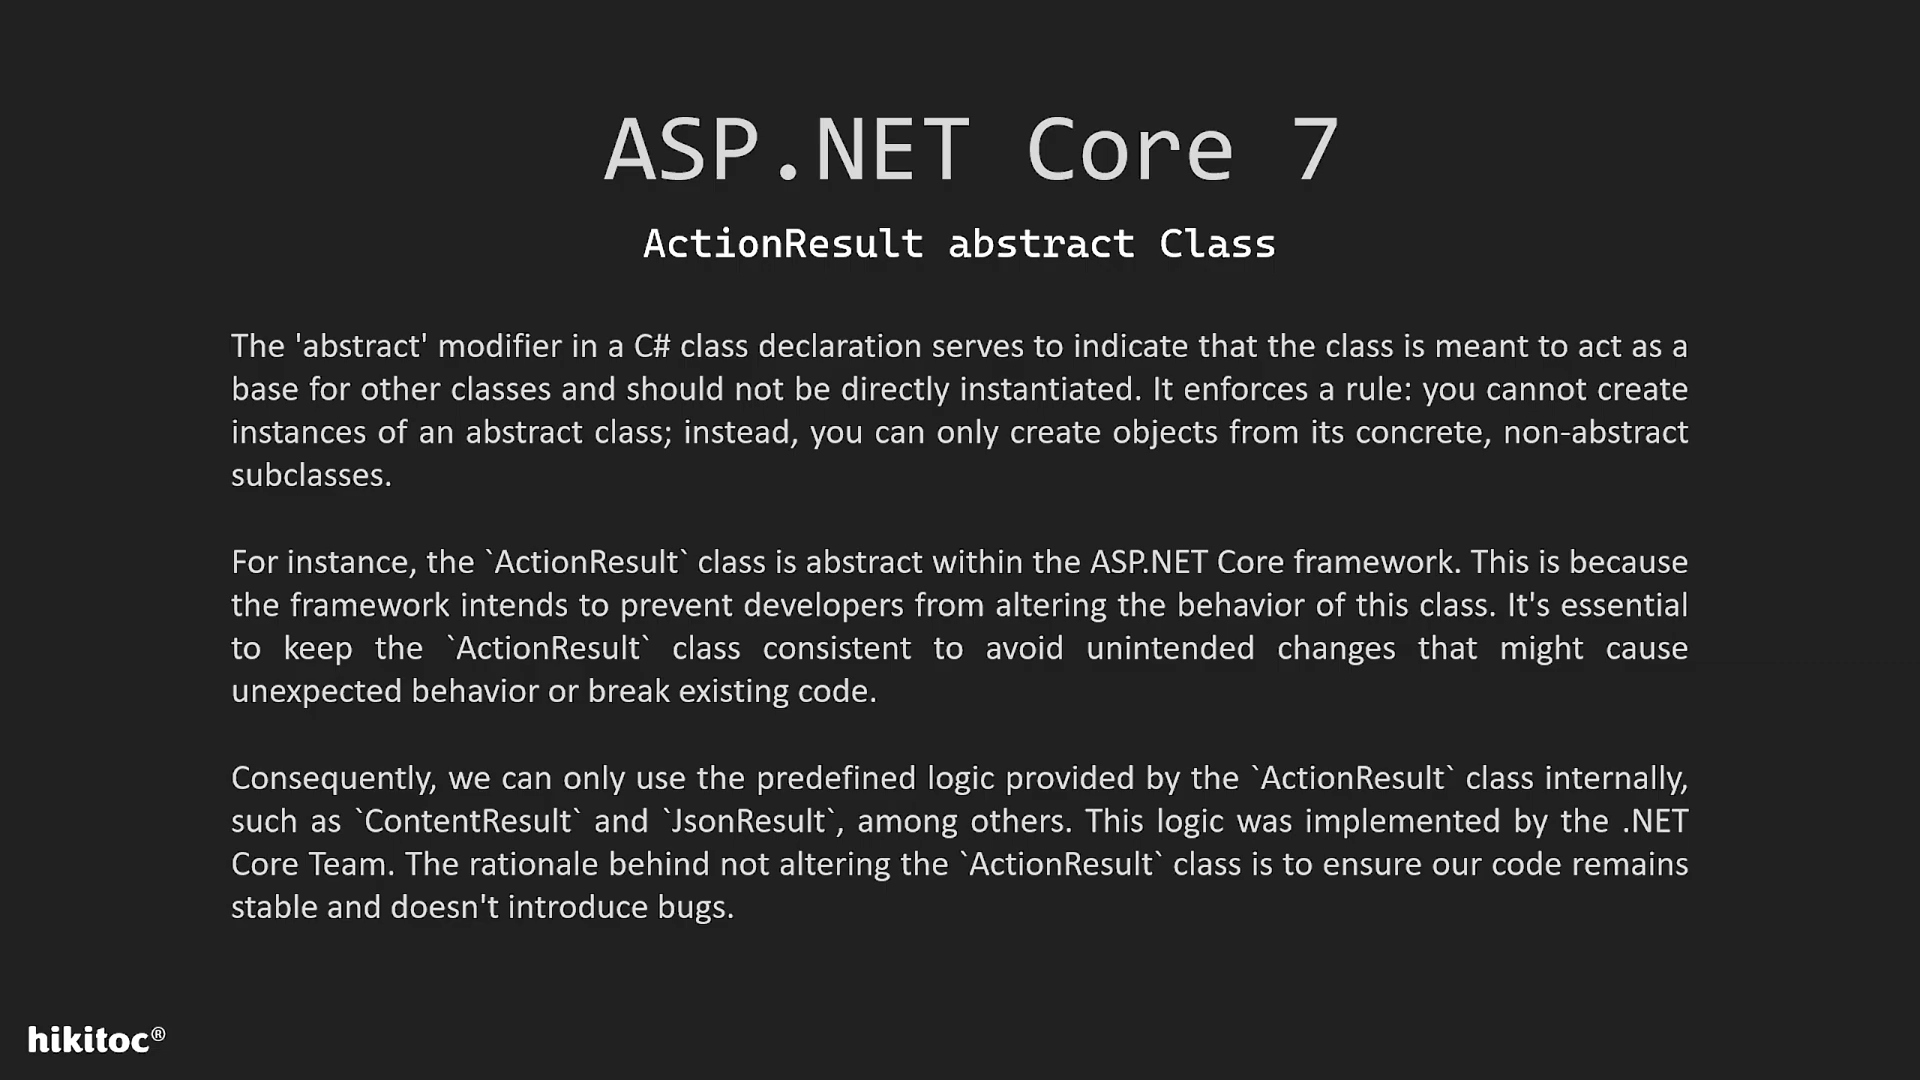 ASP.NET Core 7
ActionResult abstract Class
The 'abstract' modifier in a C# class declaration serves to indicate that the class is meant to act as a
base for other classes and should not be directly instantiated. It enforces a rule: you cannot create
instances of an abstract class; instead, you can only create objects from its concrete, non-abstract
subclasses.
For instance, the `ActionResult` class is abstract within the ASP.NET Core framework. This is because
the framework intends to prevent developers from altering the behavior of this class. It's essential
to keep the `ActionResult` class consistent to avoid unintended changes that might cause
unexpected behavior or break existing code.
Consequently, we can only use the predefined logic provided by the `ActionResult` class internally,
such as `ContentResult` and `JsonResult`, among others. This logic was implemented by the .NET
Core Team. The rationale behind not altering the `ActionResult` class is to ensure our code remains
stable and doesn't introduce bugs.
hikitoc®